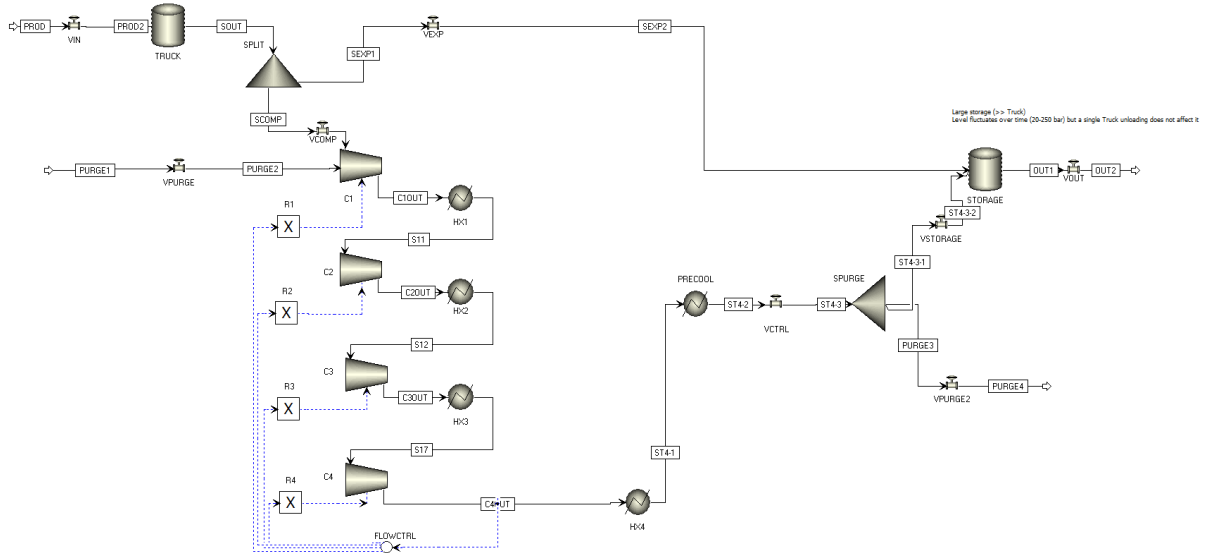 PROD
VIN
PROD2
TRUCK
SOUT
SPLIT
SEXP1
VEXP
SEXP2
SCOMP
VCOMP
Large storage (>> Truck)
Level fluctuates over time (20-250 bar) but a single Truck unloading does not affect it
PURGE1
VPURGE
PURGE2
C1
C1OUT
HX1
STORAGE
OUT1
VOUT
OUT2
R1
S11
ST4-3-2
VSTORAGE
ST4-3-1
C2
C2OUT
HX2
R2
PRECOOL
ST4-2
VCTRL
ST4-3
SPURGE
S12
PURGE3
C3
C3OUT
HX3
R3
VPURGE2
PURGE4
S17
ST4-1
C4
R4
X
X
X
X
C4OUT
HX4
FLOWCTRL